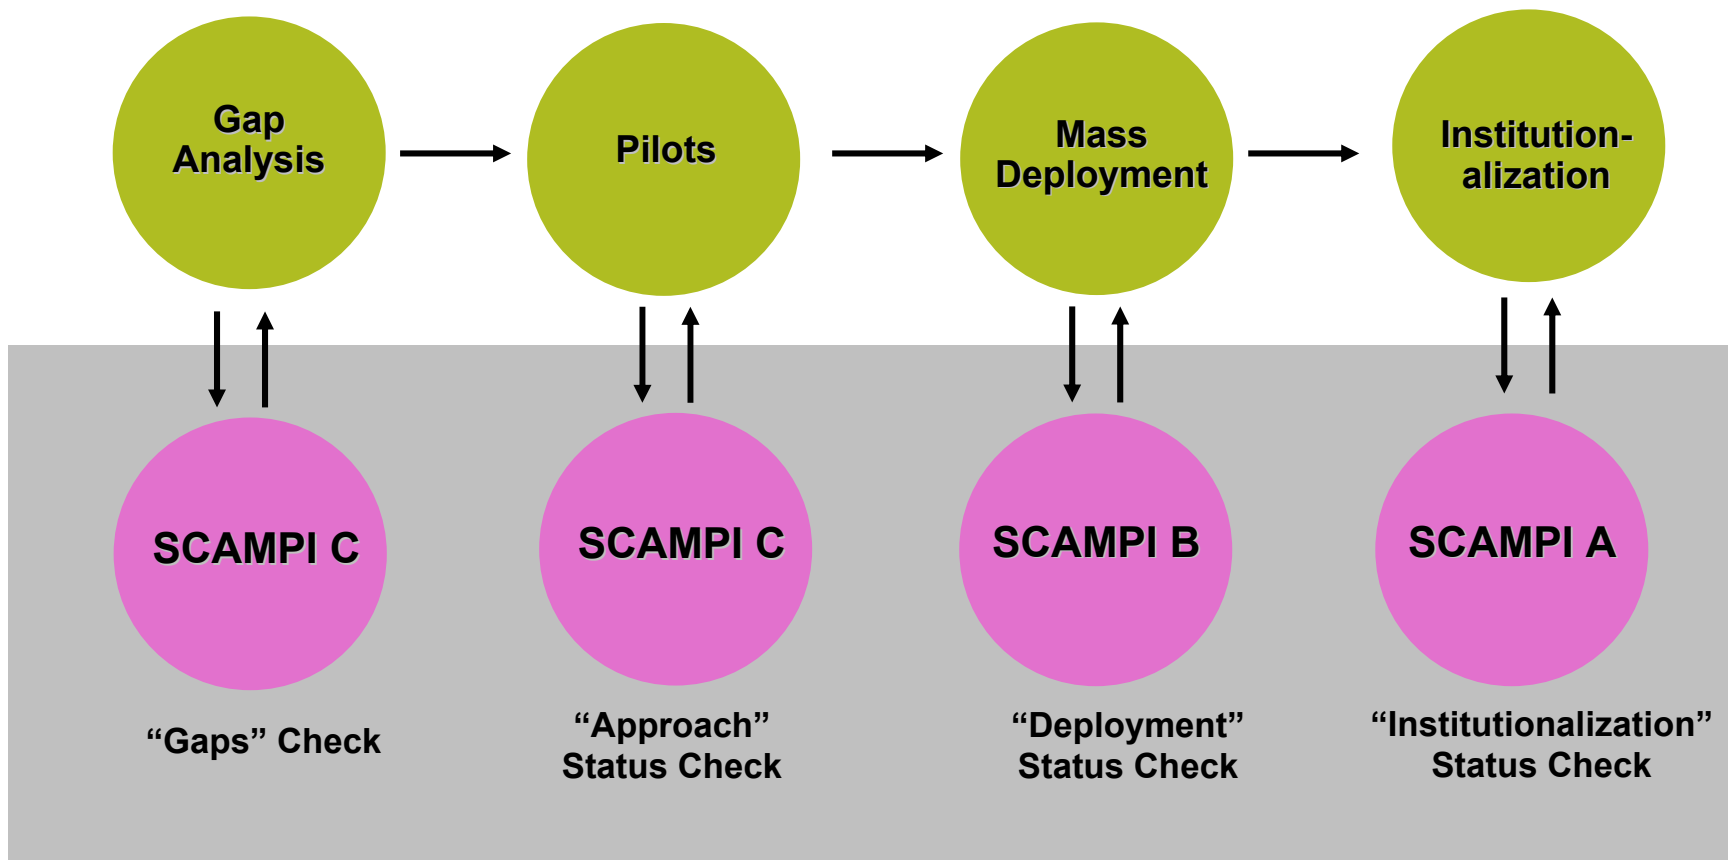 Gap
Analysis
Pilots
Mass
Deployment
Institution-
alization
SCAMPI C
SCAMPI C
SCAMPI B
SCAMPI A
“Gaps” Check
“Approach”
Status Check
“Deployment”
Status Check
“Institutionalization”
Status Check